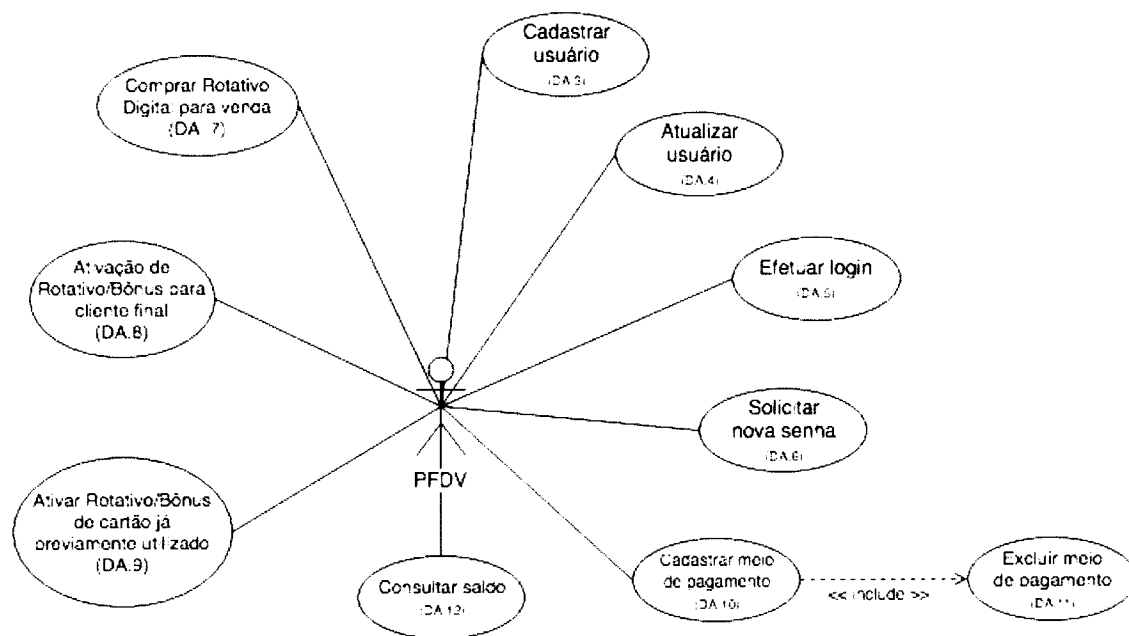 Cadastrar
usuário
(DA.3)
Comprar Rotativo
Digital para venda
(DA. 7)
Atualizar
usuário
(DA.4)
Ativação de
Rotativo/Bônus para
cliente final
(DA.8)
Efetuar login
(DA.5)
Solicitar
nova senha
(DA.6)
PFDV
Ativar Rotativo/Bônus
de cartão já
previamente utilizado
(DA.9)
Consultar saldo
(DA.12)
Cadastrar meio
de pagamento
(DA.10)
<< include >>
Excluir meio
de pagamento
(DA.11)